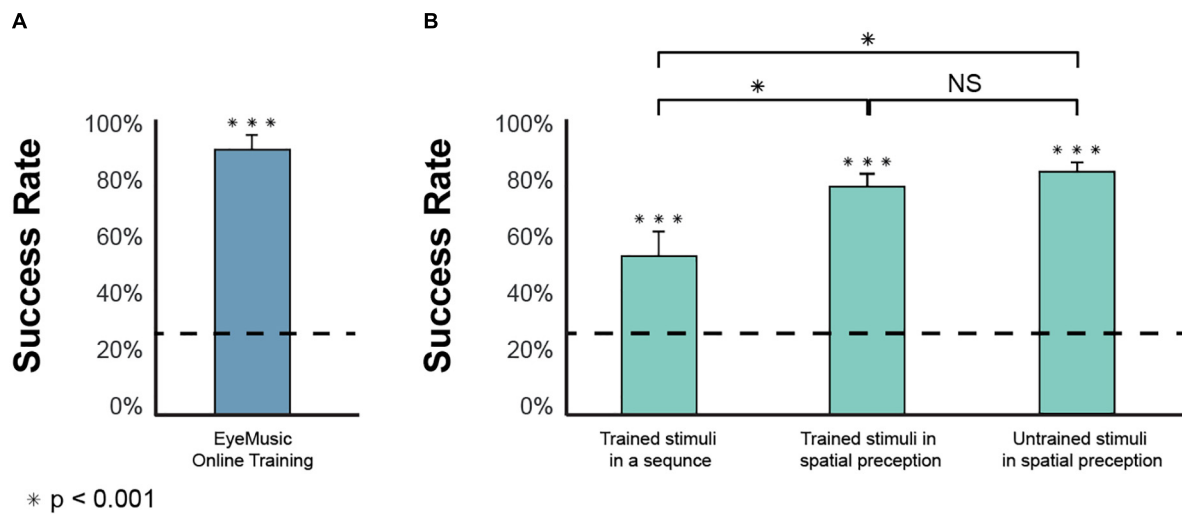 A
Success Rate
100%
80%
60%
40%
20%
0%
* * *
EyeMusic
Online Training
* p < 0.001
B
Success Rate
100%
80%
60%
40%
20%
0%
*
*
NS
* * *
* * *
* * *
Trained stimuli
in a sequnce
Trained stimuli in
spatial preception
Untrained stimuli
in spatial preception